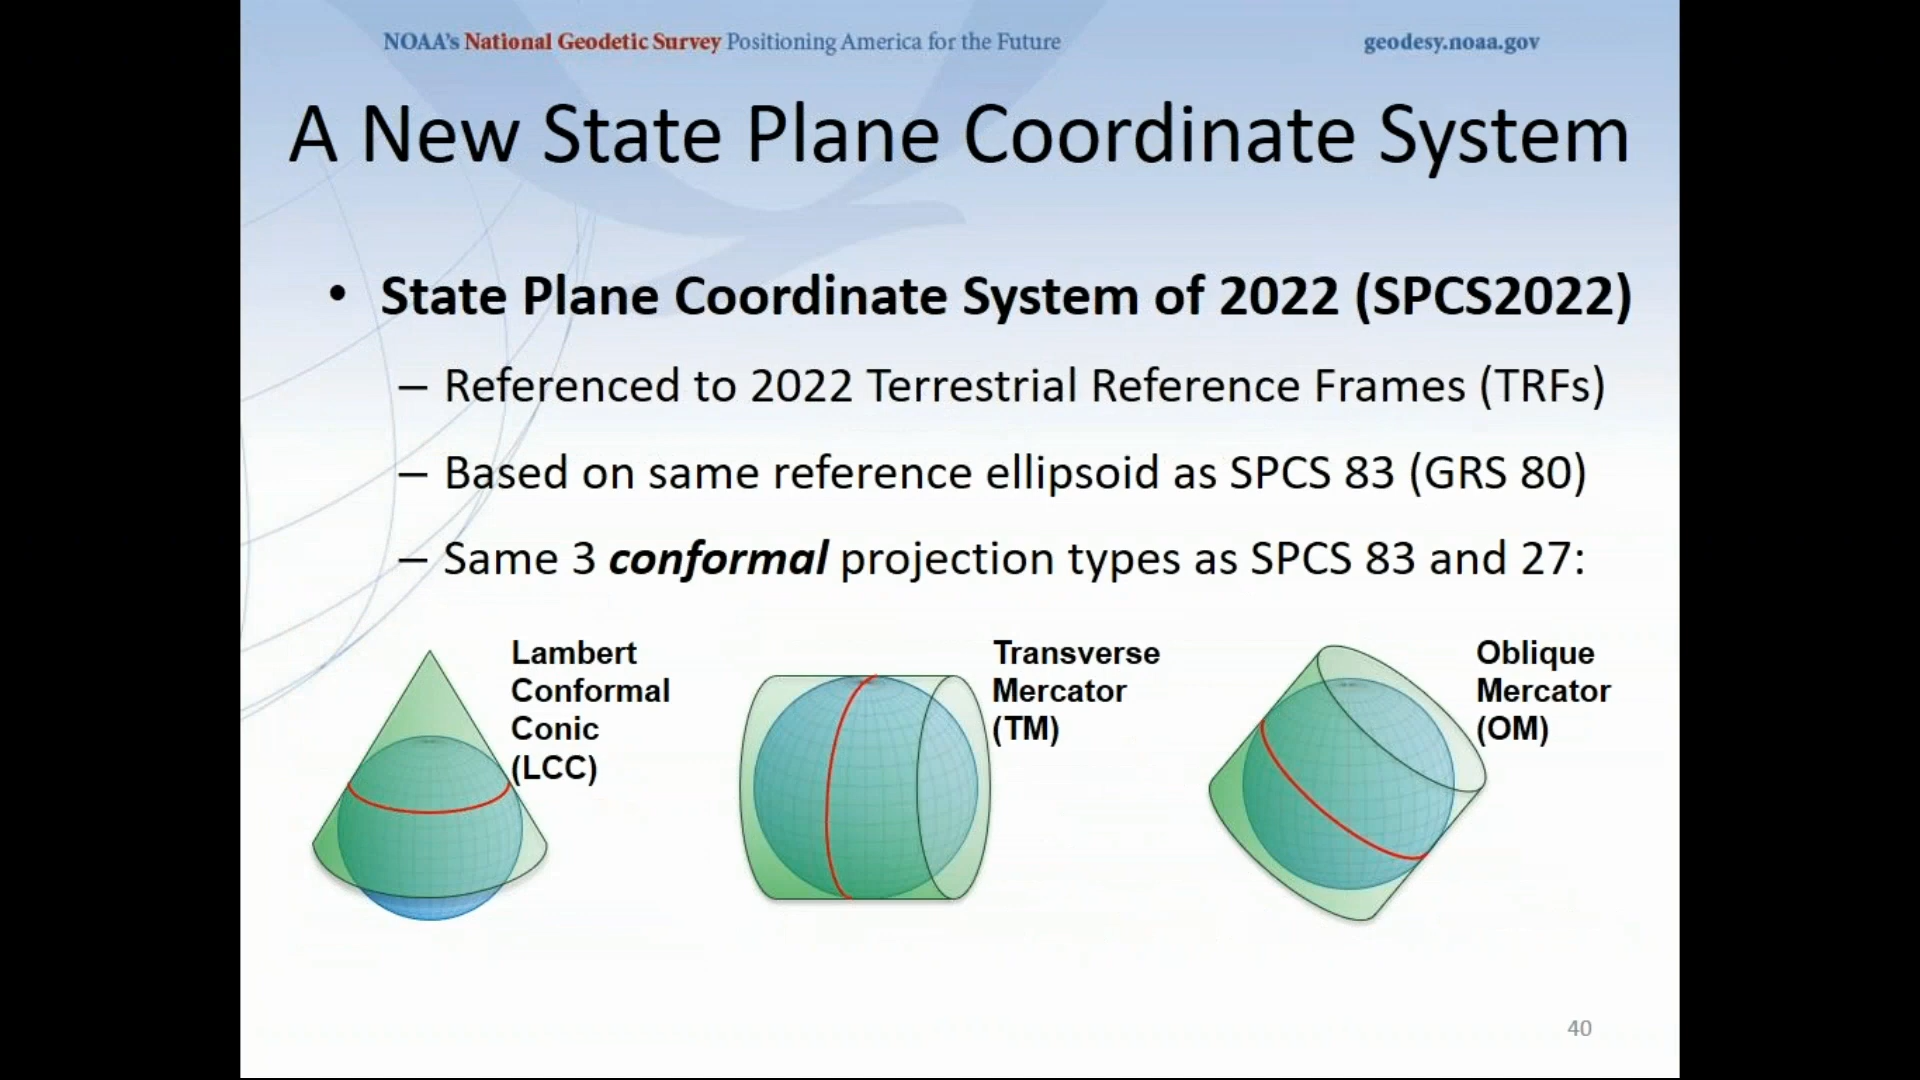 NOAA's National Geodetic Survey Positioning America for the Future
geodesy.noaa.gov
A New State Plane Coordinate System
• State Plane Coordinate System of 2022 (SPCS2022)
– Referenced to 2022 Terrestrial Reference Frames (TRFs)
– Based on same reference ellipsoid as SPCS 83 (GRS 80)
– Same 3 conformal projection types as SPCS 83 and 27:
Lambert
Conformal
Conic
(LCC)
Transverse
Mercator
(TM)
Oblique
Mercator
(OM)
40